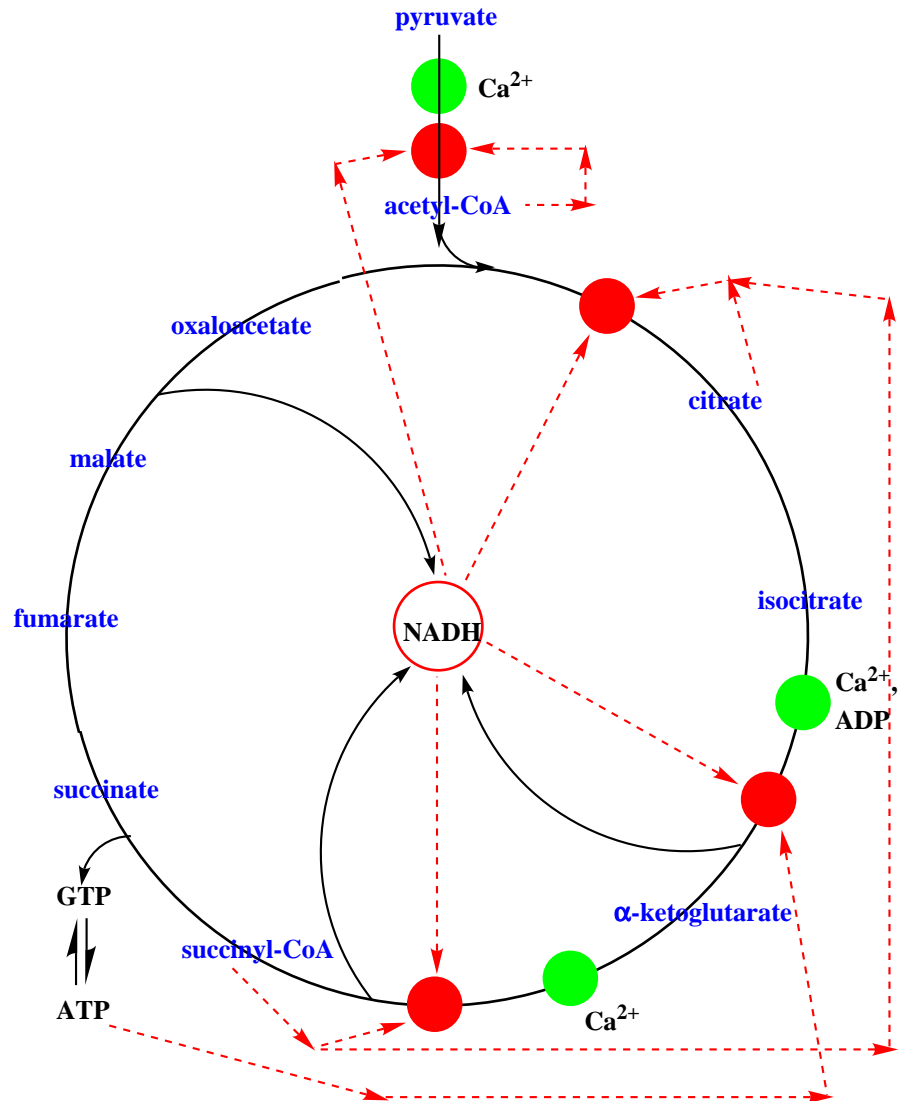 pyruvate
Ca2+
acetyl-CoA
oxaloacetate
citrate
malate
isocitrate
fumarate
NADH
Ca2+,
ADP
succinate
GTP
α-ketoglutarate
succinyl-CoA
ATP
Ca2+